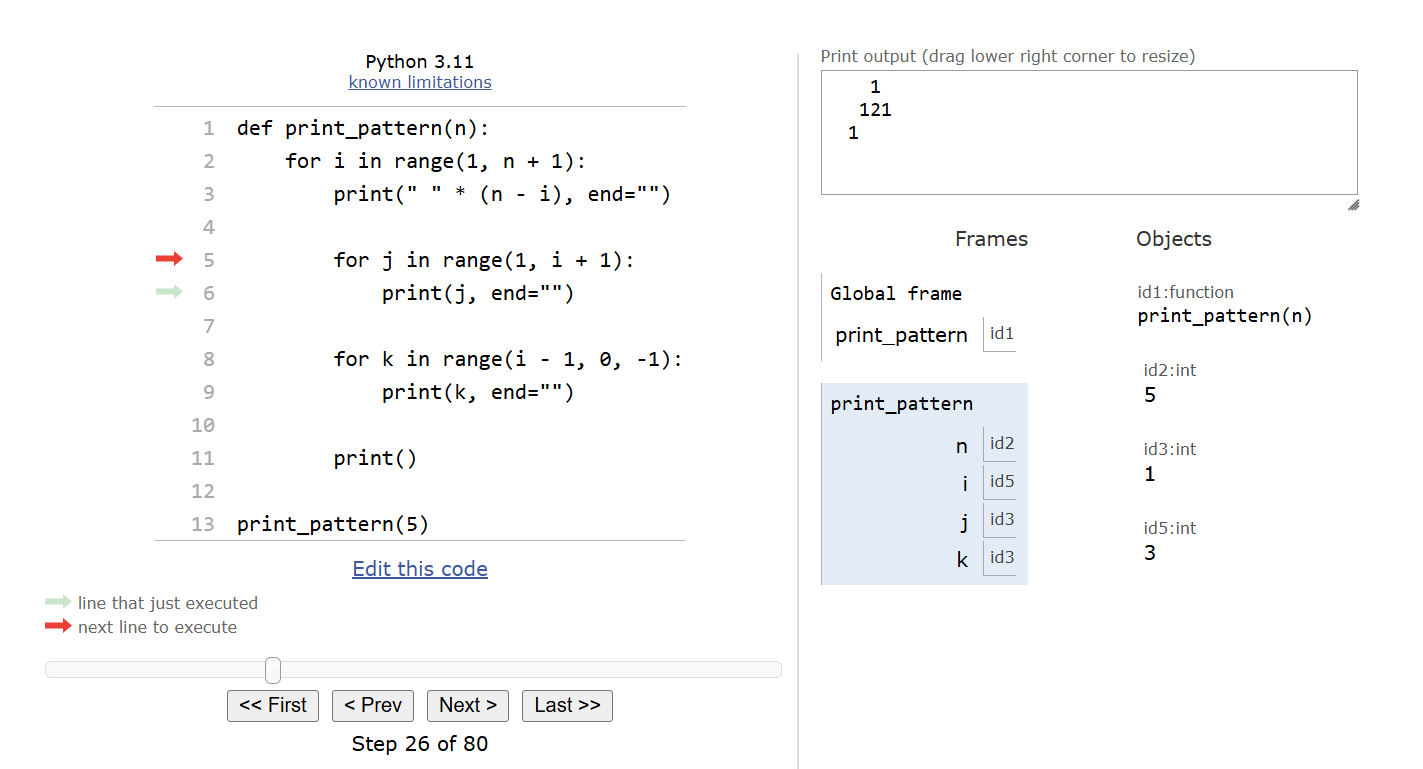 Python 3.11
known limitations
1 def print_pattern(n):
2     for i in range(1, n + 1):
3         print(" " * (n - i), end="")
4
5         for j in range(1, i + 1):
6             print(j, end="")
7
8         for k in range(i - 1, 0, -1):
9             print(k, end="")
10
11         print()
12
13 print_pattern(5)
Edit this code
line that just executed
next line to execute
<< First < Prev Next > Last >>
Step 26 of 80
Print output (drag lower right corner to resize)
    1
   121
  1
Frames Objects
Global frame
print_pattern id1
print_pattern
n id2
i id5
j id3
k id3
id1:function
print_pattern(n)
id2:int
5
id3:int
1
id5:int
3